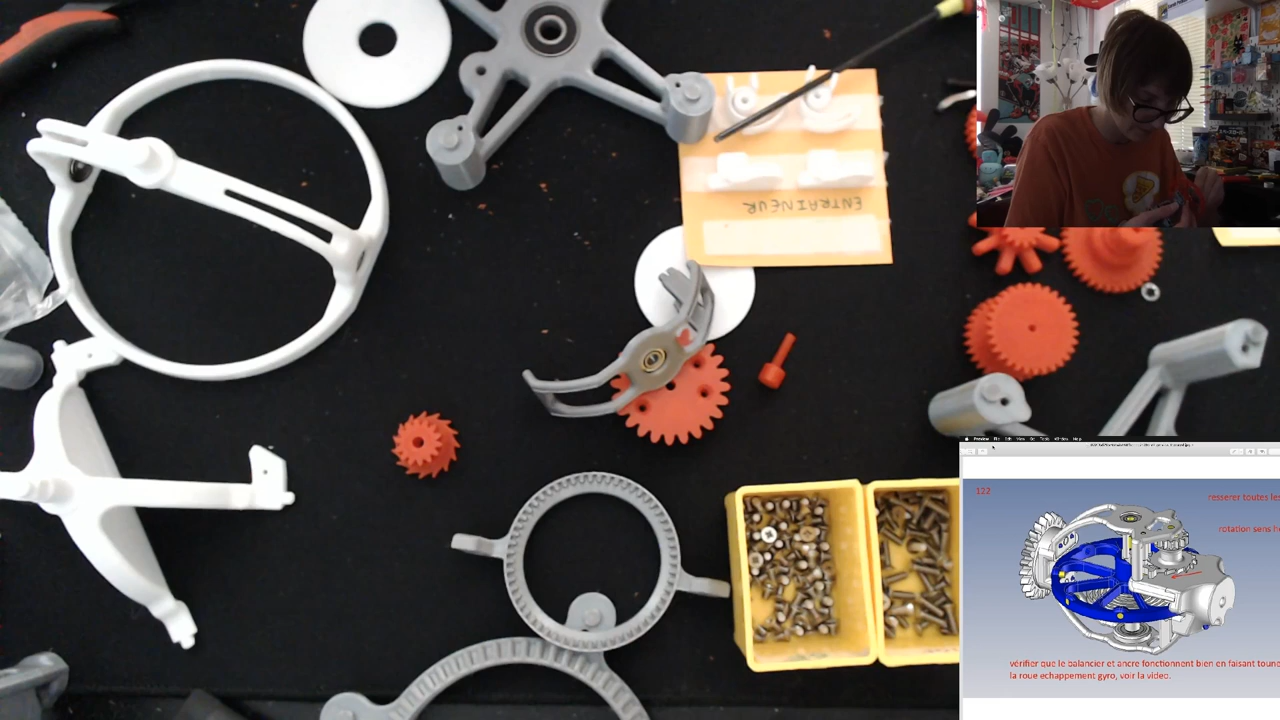 ENTRAINEUR
122
resserer toutes les
rotation sens
vérifier que le balancier et ancre fonctionnent bien en faisant
la roue echappement gyro, voir la video.